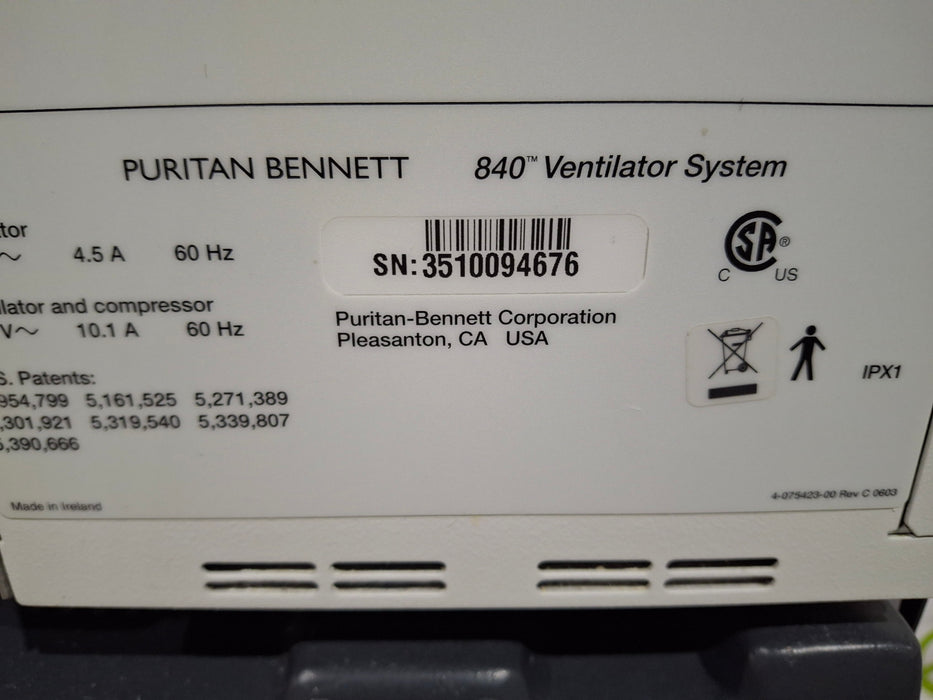 PURITAN BENNETT 840™ Ventilator System
tor
~ 4.5 A 60 Hz
SN:3510094676
SA ®
C US
lator and compressor
V~ 10.1 A 60 Hz
Puritan-Bennett Corporation
Pleasanton, CA USA
IPX1
S. Patents:
954,799 5,161,525 5,271,389
,301,921 5,319,540 5,339,807
,390,666
Made in Ireland
4-075423-00 Rev C 0603